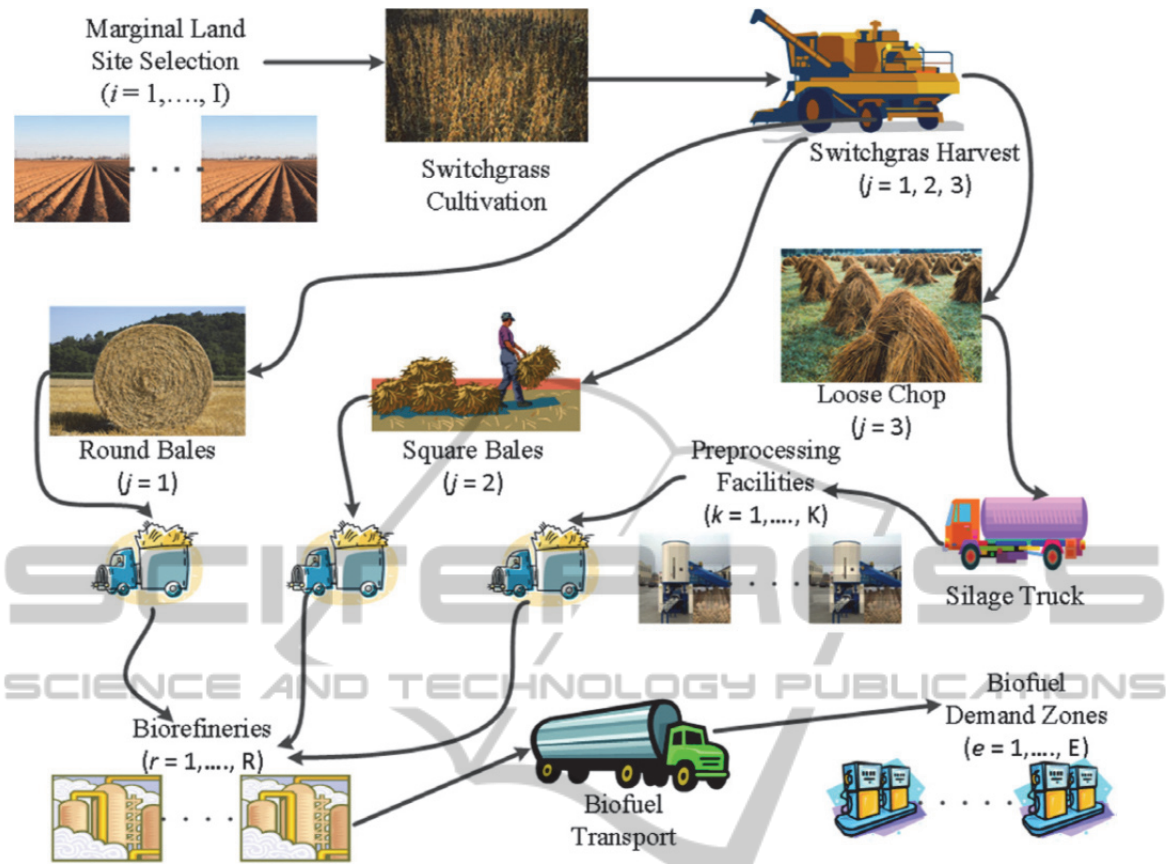 Marginal Land
Site Selection
(i = 1,...., I)
Switchgrass
Cultivation
Switchgras Harvest
(j = 1, 2, 3)
Round Bales
(j = 1)
Square Bales
(j = 2)
Loose Chop
(j = 3)
Preprocessing
Facilities
(k = 1,...., K)
Silage Truck
SCITEPRESS
SCIENCE AND TECHNOLOGY PUBLICATIONS
Biorefineries
(r = 1,...., R)
Biofuel
Transport
Biofuel
Demand Zones
(e = 1,...., E)